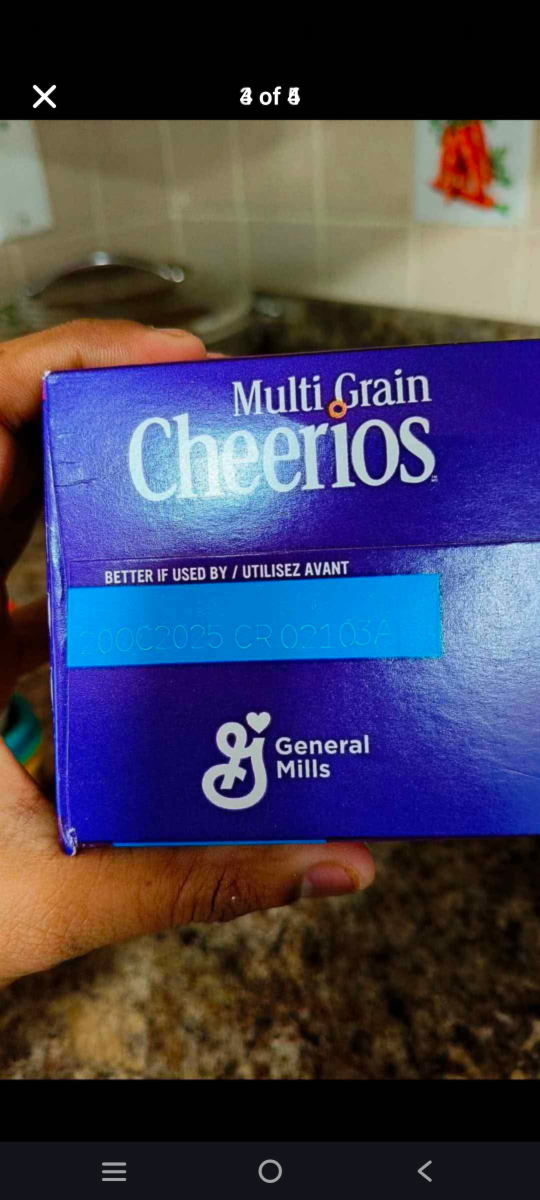 Multi Grain
Cheerios
BETTER IF USED BY / UTILISEZ AVANT
20OC2025 CR 02103A
General
Mills